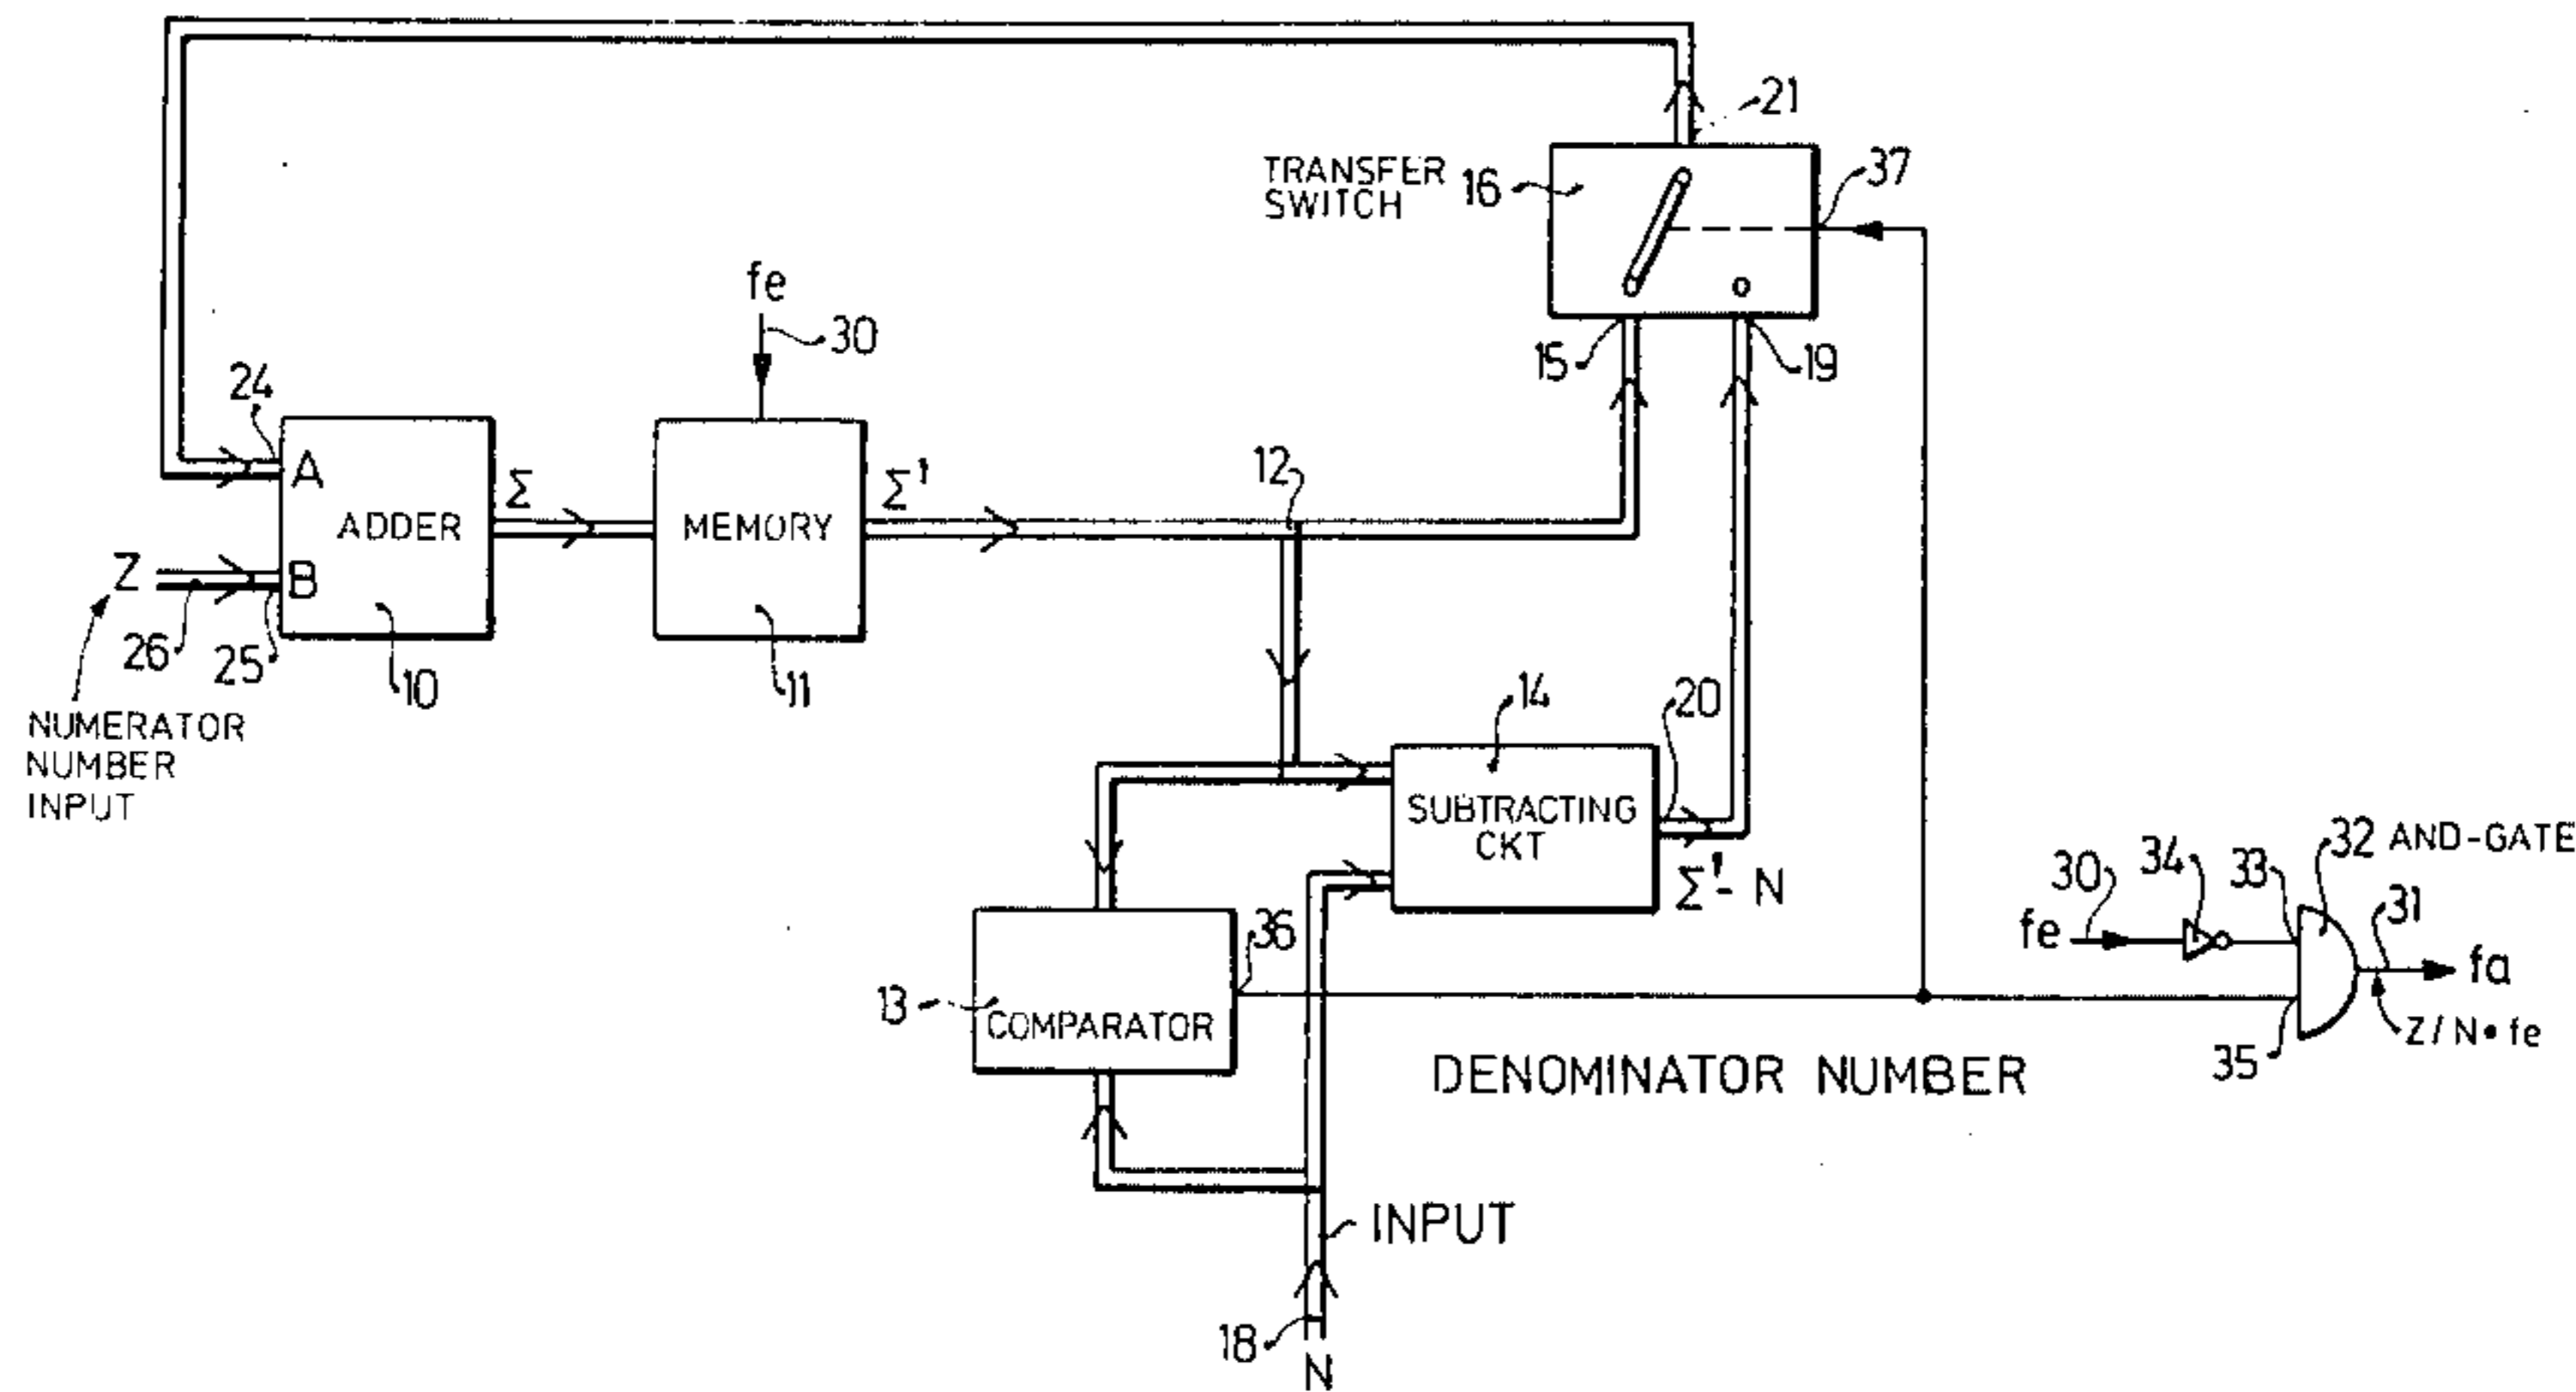 21
TRANSFER
SWITCH
16
37
fe
30
15
19
24
A
Σ
Σ'
12
ADDER
MEMORY
Z
B
26
25
10
11
NUMERATOR
NUMBER
INPUT
14
20
SUBTRACTING
CKT
Σ'- N
32 AND-GATE
33
34
30
31
fe
fa
36
13
COMPARATOR
Z/N•fe
35
DENOMINATOR NUMBER
INPUT
18
N